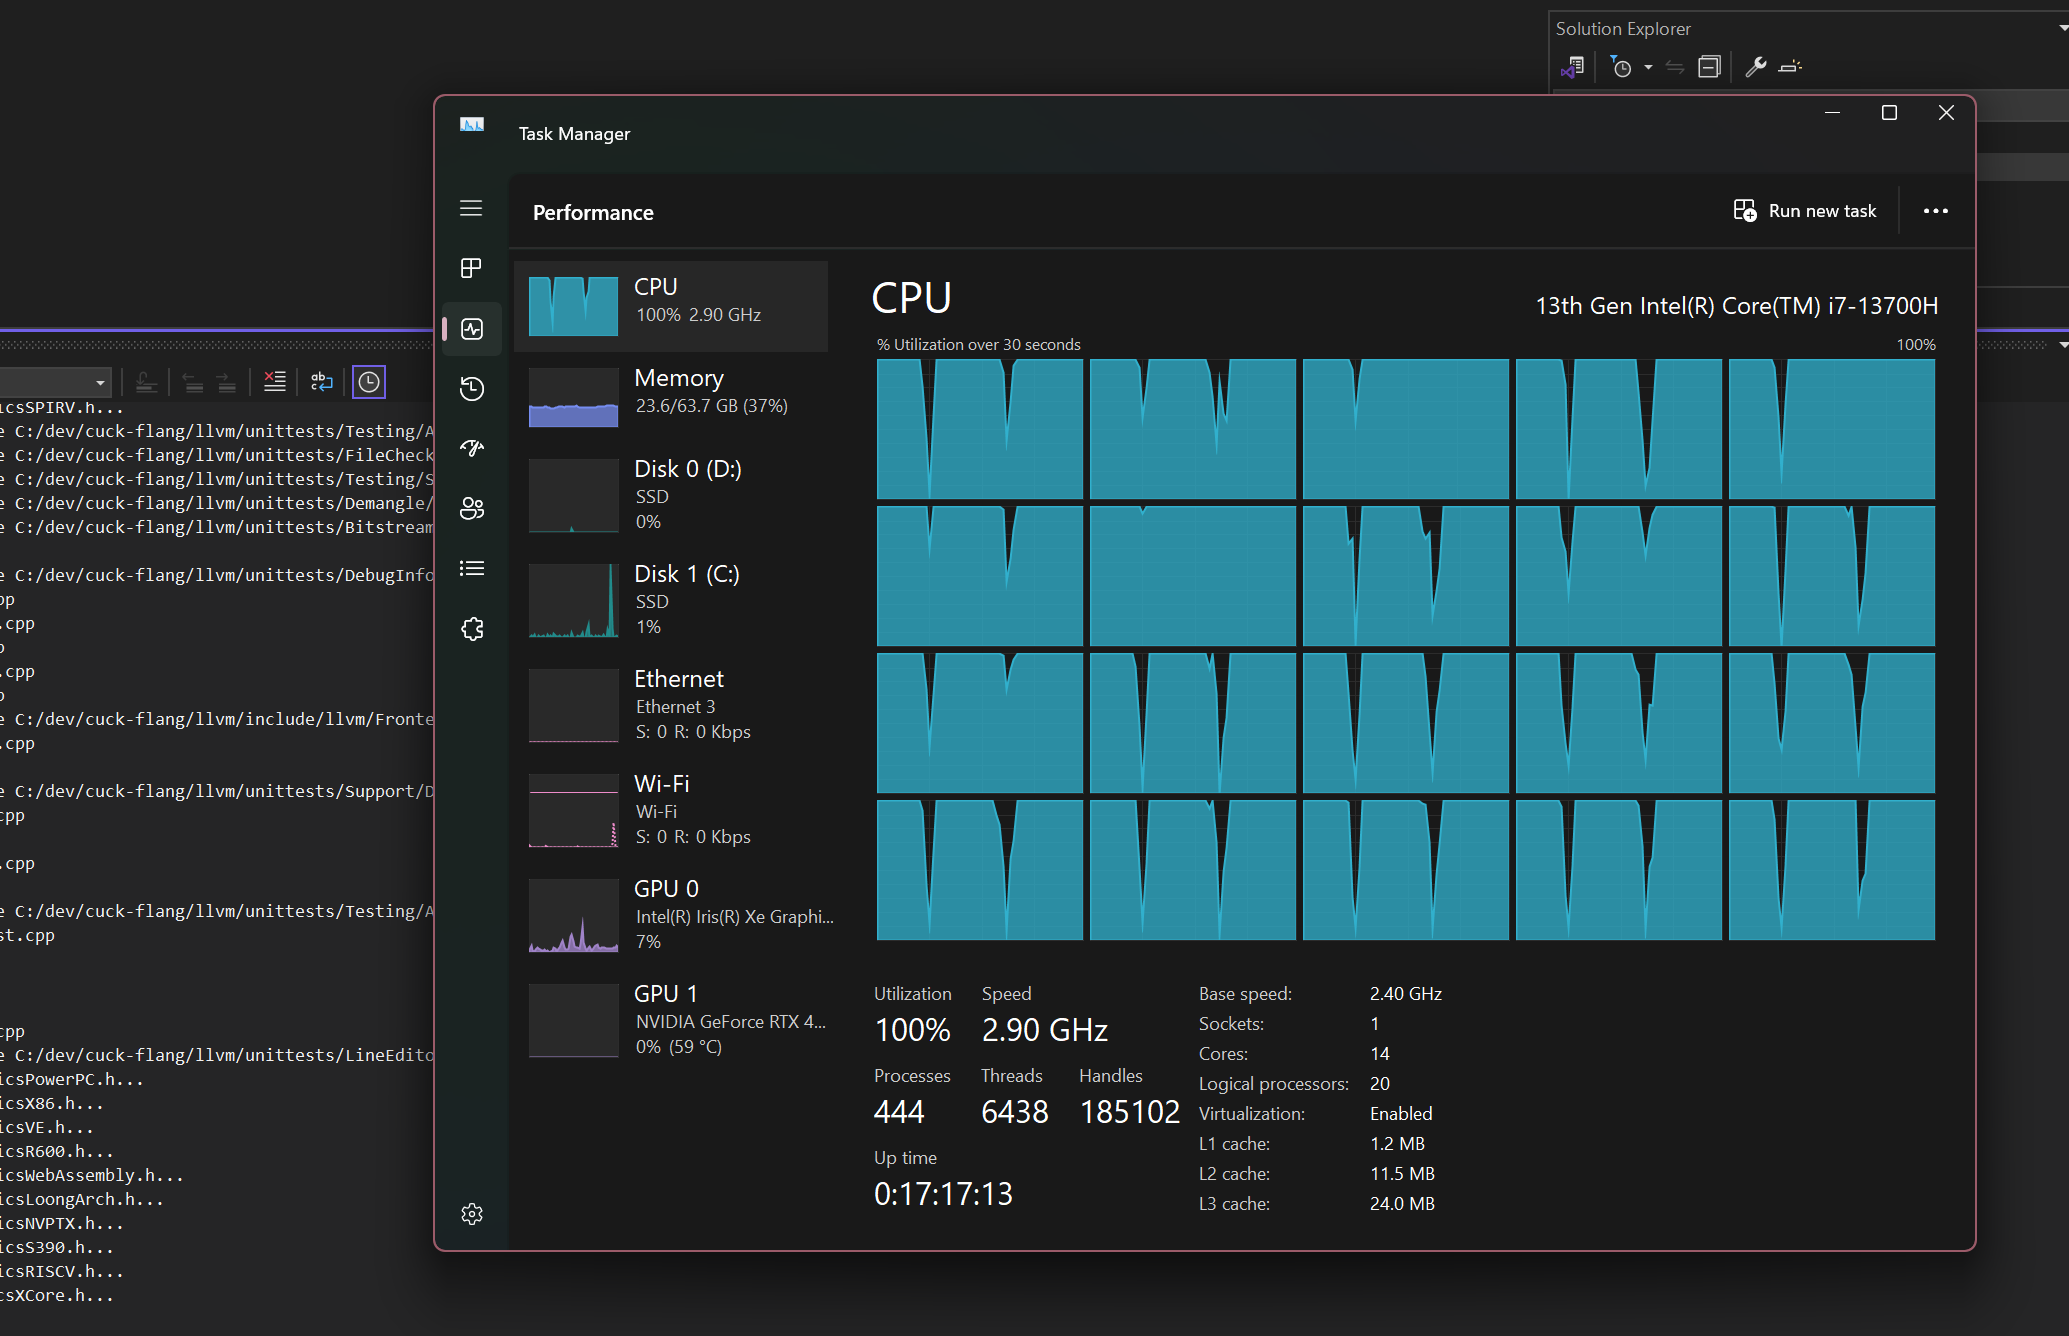 Solution Explorer
Task Manager
Performance
Run new task
CPU
100% 2.90 GHz
Memory
23.6/63.7 GB (37%)
Disk 0 (D:)
SSD
0%
Disk 1 (C:)
SSD
1%
Ethernet
Ethernet 3
S: 0 R: 0 Kbps
Wi-Fi
Wi-Fi
S: 0 R: 0 Kbps
GPU 0
Intel(R) Iris(R) Xe Graphi...
7%
GPU 1
NVIDIA GeForce RTX 4...
0% (59 °C)
CPU
13th Gen Intel(R) Core(TM) i7-13700H
% Utilization over 30 seconds
100%
Utilization
100%
Speed
2.90 GHz
Processes
444
Threads
6438
Handles
185102
Up time
0:17:17:13
Base speed: 2.40 GHz
Sockets: 1
Cores: 14
Logical processors: 20
Virtualization: Enabled
L1 cache: 1.2 MB
L2 cache: 11.5 MB
L3 cache: 24.0 MB
icsSPIRV.h...
e C:/dev/cuck-flang/llvm/unittests/Testing/A
e C:/dev/cuck-flang/llvm/unittests/FileCheck
e C:/dev/cuck-flang/llvm/unittests/Testing/S
e C:/dev/cuck-flang/llvm/unittests/Demangle/
e C:/dev/cuck-flang/llvm/unittests/Bitstream
e C:/dev/cuck-flang/llvm/unittests/DebugInfo
pp
.cpp
p
.cpp
p
e C:/dev/cuck-flang/llvm/include/llvm/Fronte
.cpp
e C:/dev/cuck-flang/llvm/unittests/Support/D
cpp
.cpp
e C:/dev/cuck-flang/llvm/unittests/Testing/A
st.cpp
cpp
e C:/dev/cuck-flang/llvm/unittests/LineEdito
icsPowerPC.h...
icsX86.h...
icsVE.h...
icsR600.h...
icsWebAssembly.h...
icsLoongArch.h...
icsNVPTX.h...
icsS390.h...
icsRISCV.h...
csXCore.h...